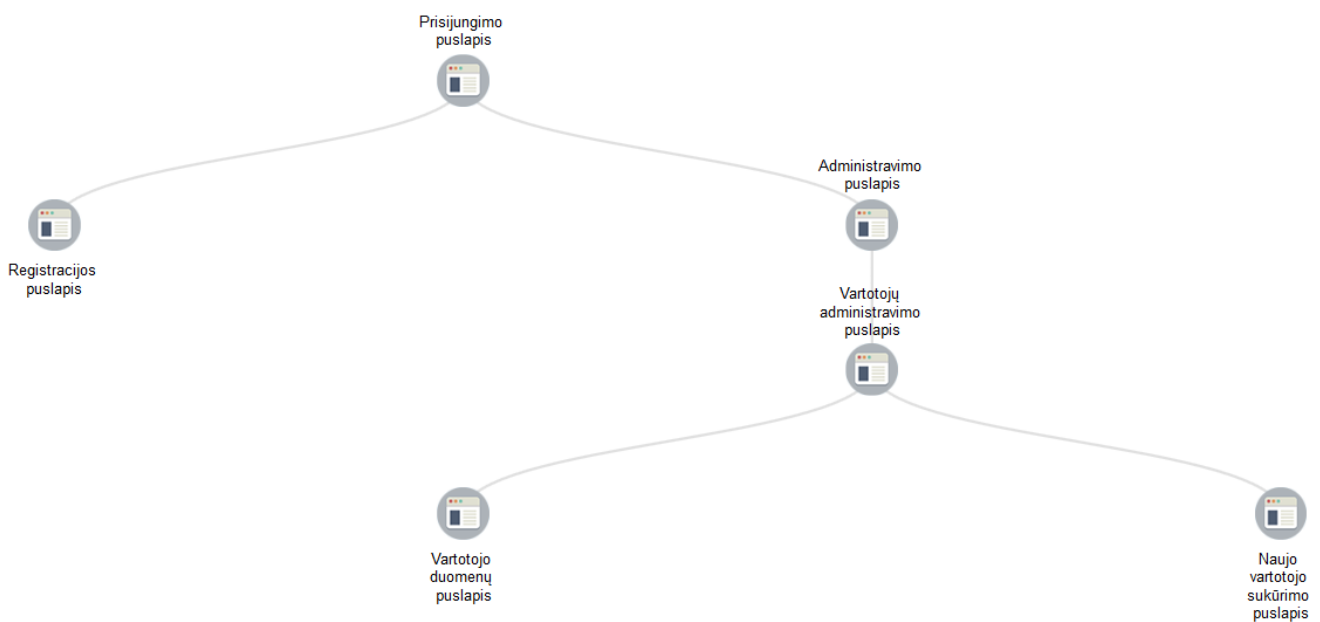 Prisijungimo
puslapis
Administravimo
puslapis
Registracijos
puslapis
Vartotojų
administravimo
puslapis
Vartotojo
duomenų
puslapis
Naujo
vartotojo
sukūrimo
puslapis